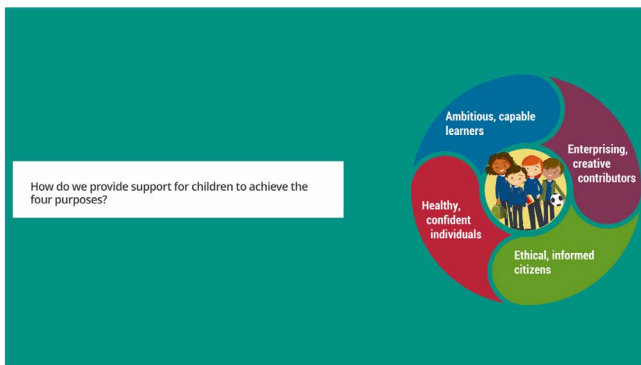 How do we provide support for children to achieve the
four purposes?
Ambitious, capable
learners
Enterprising,
creative
contributors
Healthy,
confident
individuals
Ethical, informed
citizens